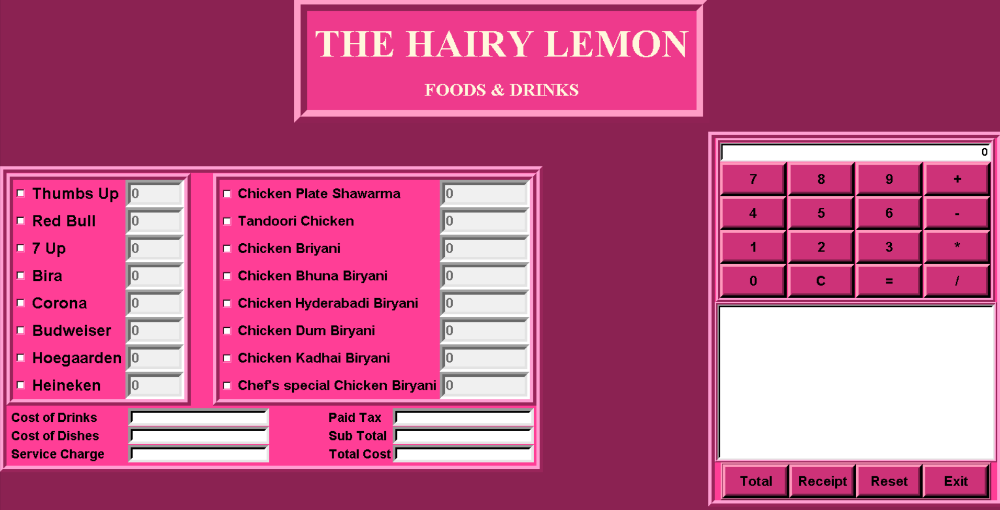 THE HAIRY LEMON
FOODS & DRINKS
Thumbs Up 0
Red Bull 0
7 Up 0
Bira 0
Corona 0
Budweiser 0
Hoegaarden 0
Heineken 0
Chicken Plate Shawarma 0
Tandoori Chicken 0
Chicken Briyani 0
Chicken Bhuna Biryani 0
Chicken Hyderabadi Biryani 0
Chicken Dum Biryani 0
Chicken Kadhai Biryani 0
Chef's special Chicken Biryani 0
Cost of Drinks
Cost of Dishes
Service Charge
Paid Tax
Sub Total
Total Cost
0
7 8 9 +
4 5 6 -
1 2 3 *
0 C = /
Total Receipt Reset Exit